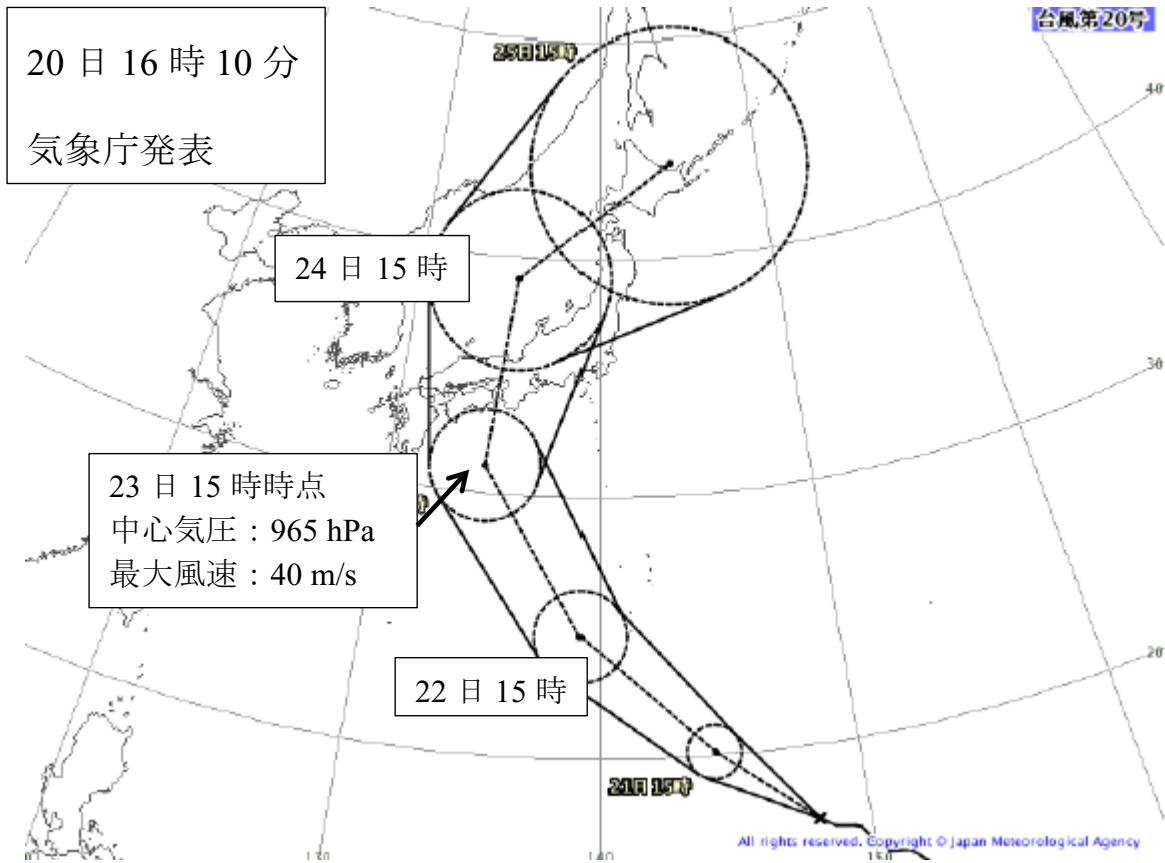 台風第20号
20 日 16 時 10 分
気象庁発表
25日15時
40
24 日 15 時
30
23 日 15 時時点
中心気圧：965 hPa
最大風速：40 m/s
時
20
22 日 15 時
21日15時
All rights reserved. Copyright © Japan Meteorological Agency
130
140
150